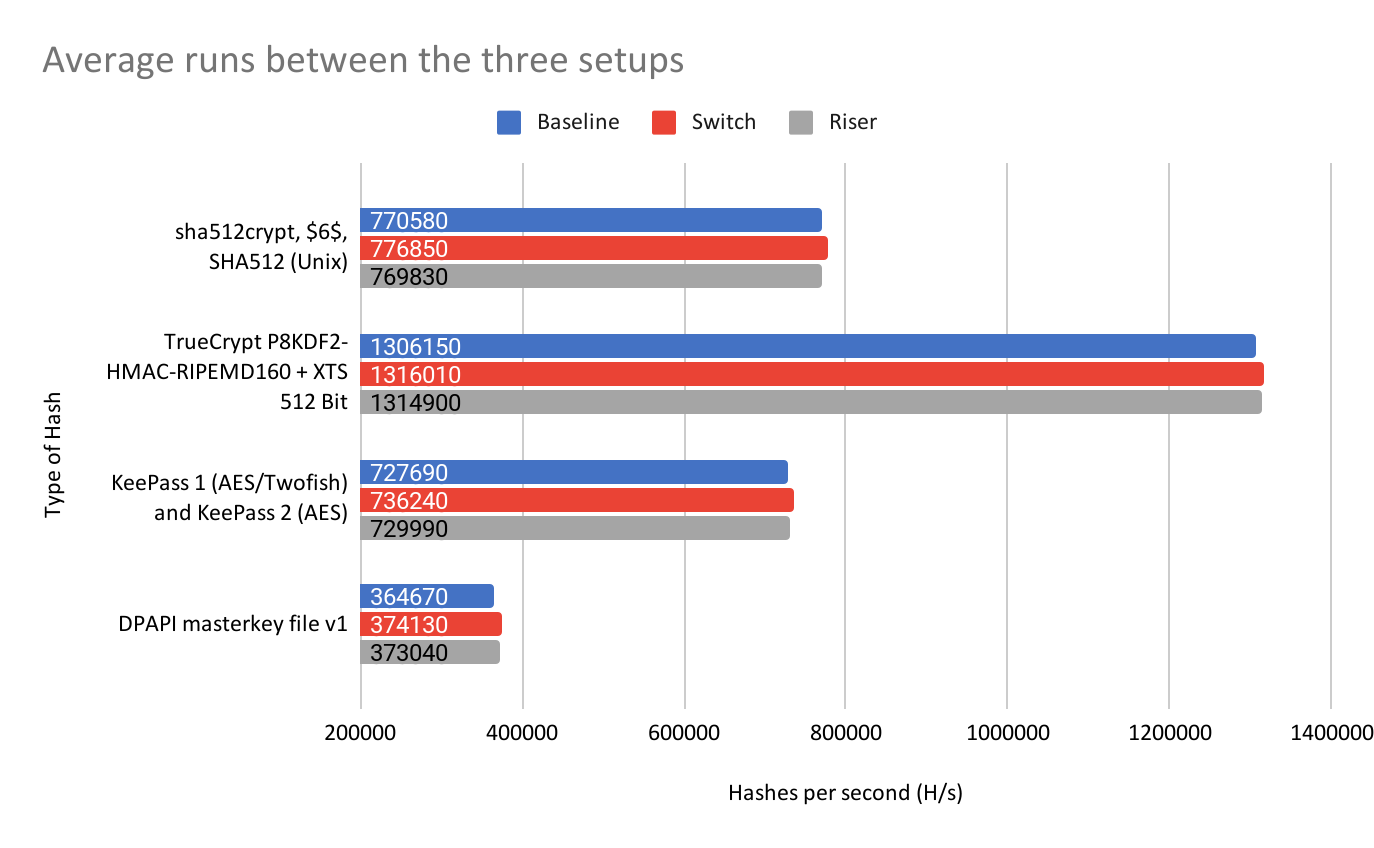 Average runs between the three setups
Baseline
Switch
Riser
Type of Hash
sha512crypt, $6$,
SHA512 (Unix)
770580
776850
769830
TrueCrypt P8KDF2-
HMAC-RIPEMD160 + XTS
512 Bit
1306150
1316010
1314900
KeePass 1 (AES/Twofish)
and KeePass 2 (AES)
727690
736240
729990
DPAPI masterkey file v1
364670
374130
373040
200000
400000
600000
800000
1000000
1200000
1400000
Hashes per second (H/s)